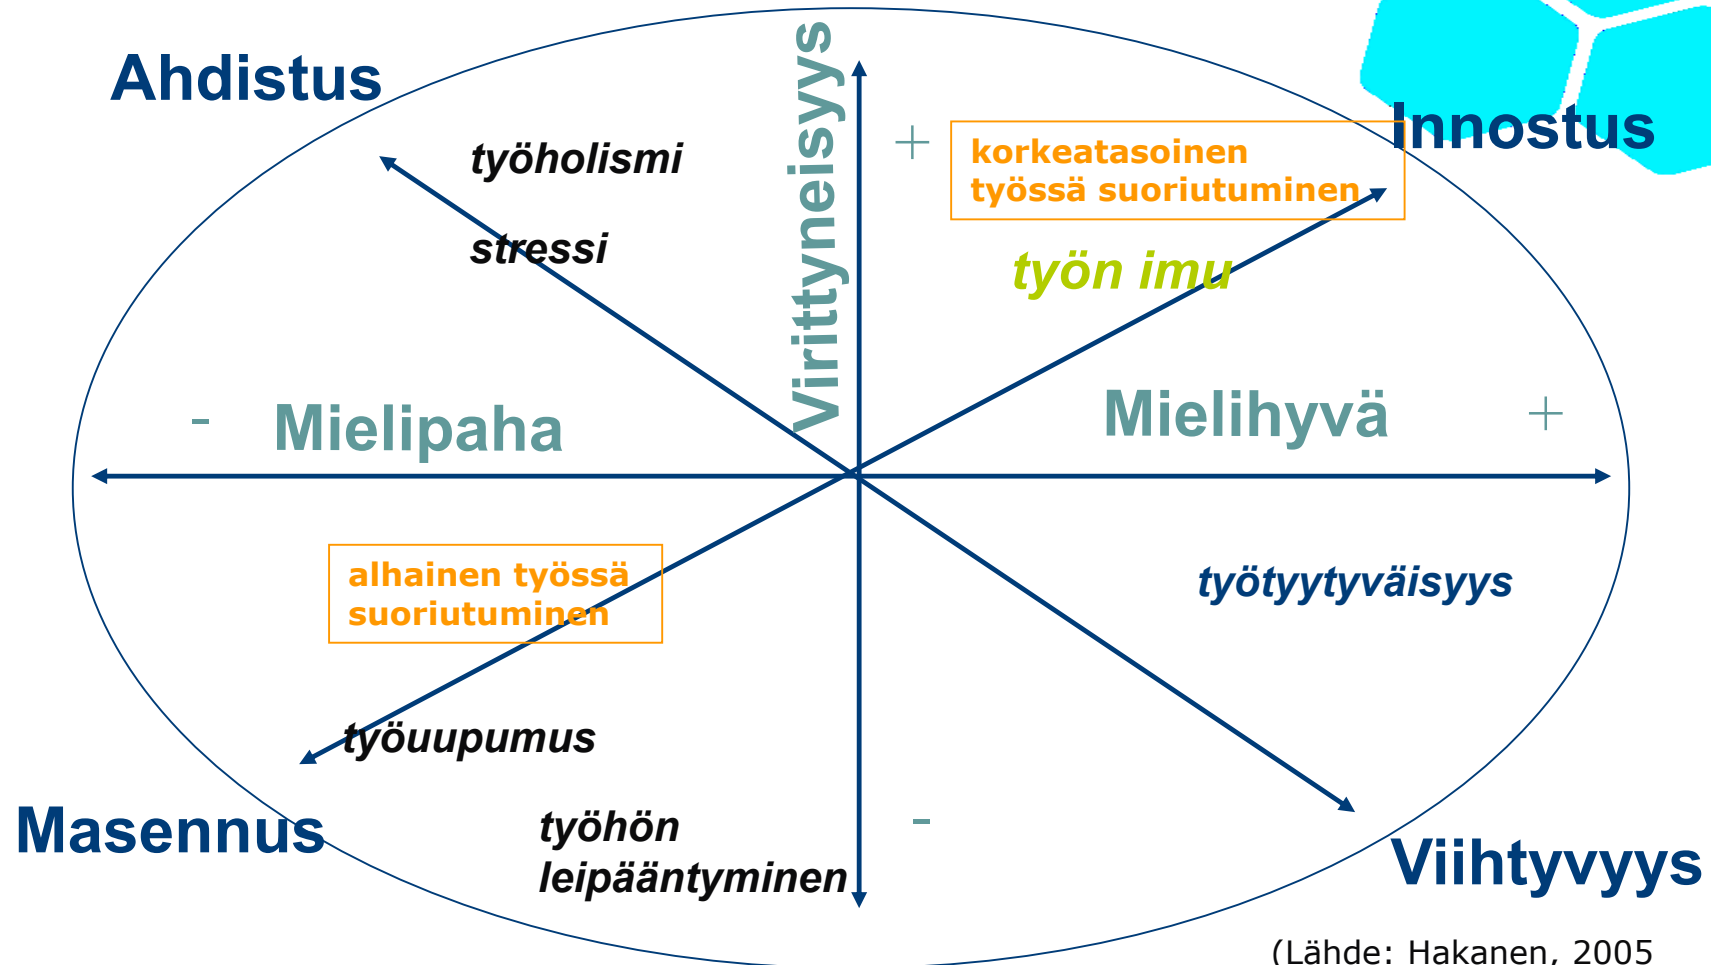 Ahdistus
Virittyneisyys
+
Innostus
työholismi
korkeatasoinen
työssä suoriutuminen
stressi
työn imu
-
Mielipaha
Mielihyvä
+
alhainen työssä
suoriutuminen
työtyytyväisyys
työuupumus
Masennus
työhön
leipääntyminen
-
Viihtyvyys
(Lähde: Hakanen, 2005